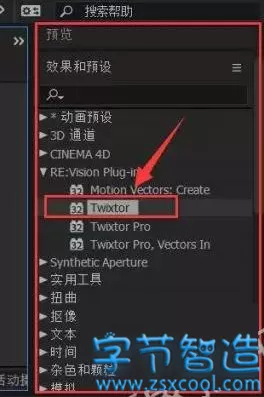 搜索帮助
预览
效果和预设
* 动画预设
3D 通道
CINEMA 4D
RE:Vision Plug-in
32 Motion Vectors: Create
32 Twixtor
32 Twixtor Pro
32 Twixtor Pro, Vectors In
Synthetic Aperture
实用工具
扭曲
抠像
文本
时间
杂色和颗粒
模拟
活动摄
字节智造
www.zsxcool.com